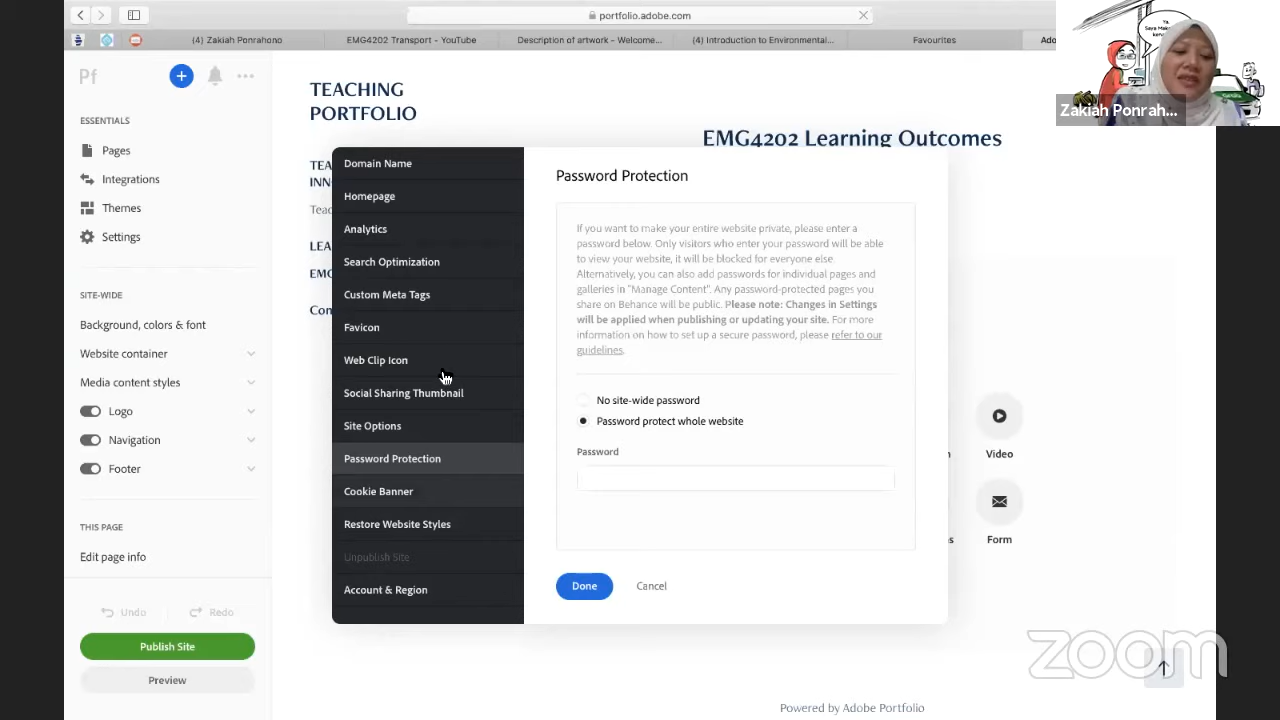 portfolio.adobe.com
(4) Zakiah Ponrahono
EMG4202 Transport - YouTube
Description of artwork - Welcome...
(4) Introduction to Environmental...
Favourites
Ado
Zakiah Ponrah...
Pf
ESSENTIALS
Pages
Integrations
Themes
Settings
SITE-WIDE
Background, colors & font
Website container
Media content styles
Logo
Navigation
Footer
THIS PAGE
Edit page info
Undo
Redo
Publish Site
Preview
TEACHING
PORTFOLIO
TEA
INN
Teac
LEA
EMG
Con
EMG4202 Learning Outcomes
Domain Name
Homepage
Analytics
Search Optimization
Custom Meta Tags
Favicon
Web Clip Icon
Social Sharing Thumbnail
Site Options
Password Protection
Cookie Banner
Restore Website Styles
Unpublish Site
Account & Region
Password Protection
If you want to make your entire website private, please enter a
password below. Only visitors who enter your password will be able
to view your website, it will be blocked for everyone else.
Alternatively, you can also add passwords for individual pages and
galleries in "Manage Content". Any password-protected pages you
share on Behance will be public. Please note: Changes in Settings
will be applied when publishing or updating your site. For more
information on how to set up a secure password, please refer to our
guidelines.
No site-wide password
Password protect whole website
Password
Done
Cancel
Video
Form
zoom
Powered by Adobe Portfolio